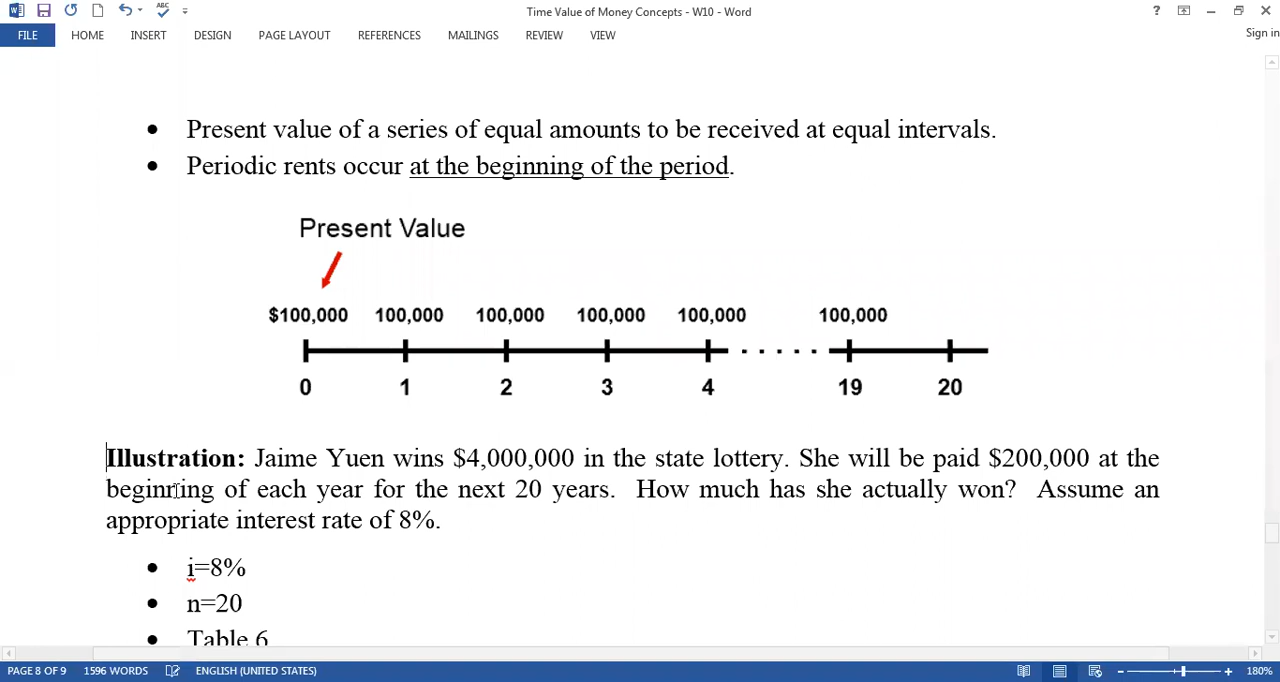 ABC
Time Value of Money Concepts - W10 - Word
?
FILE HOME INSERT DESIGN PAGE LAYOUT REFERENCES MAILINGS REVIEW VIEW
Sign in
• Present value of a series of equal amounts to be received at equal intervals.
• Periodic rents occur at the beginning of the period.
Present Value
$100,000 100,000 100,000 100,000 100,000 100,000
0 1 2 3 4 19 20
Illustration: Jaime Yuen wins $4,000,000 in the state lottery. She will be paid $200,000 at the
beginning of each year for the next 20 years. How much has she actually won? Assume an
appropriate interest rate of 8%.
• i=8%
• n=20
• Table 6
PAGE 8 OF 9 1596 WORDS ENGLISH (UNITED STATES) 180%